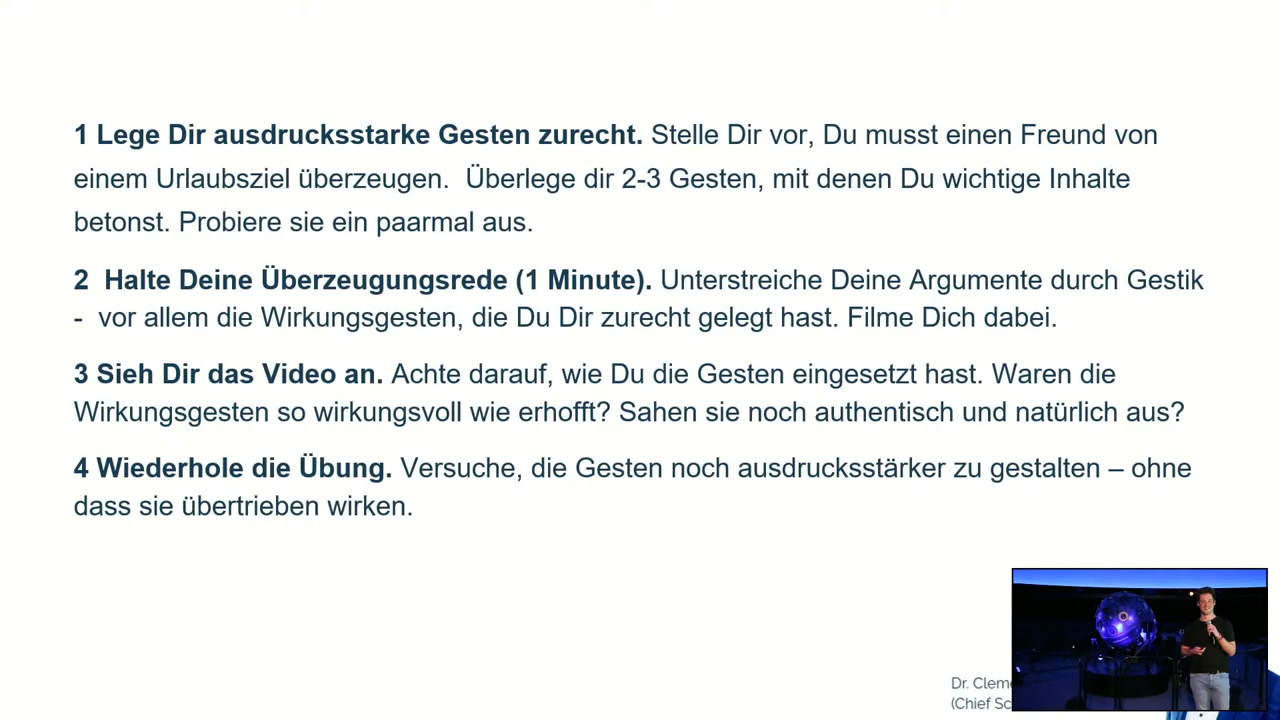 1 Lege Dir ausdrucksstarke Gesten zurecht. Stelle Dir vor, Du musst einen Freund von
einem Urlaubsziel überzeugen.  Überlege dir 2-3 Gesten, mit denen Du wichtige Inhalte
betonst. Probiere sie ein paarmal aus.
2  Halte Deine Überzeugungsrede (1 Minute). Unterstreiche Deine Argumente durch Gestik
-  vor allem die Wirkungsgesten, die Du Dir zurecht gelegt hast. Filme Dich dabei.
3 Sieh Dir das Video an. Achte darauf, wie Du die Gesten eingesetzt hast. Waren die
Wirkungsgesten so wirkungsvoll wie erhofft? Sahen sie noch authentisch und natürlich aus?
4 Wiederhole die Übung. Versuche, die Gesten noch ausdrucksstärker zu gestalten – ohne
dass sie übertrieben wirken.
Dr.
(Chief